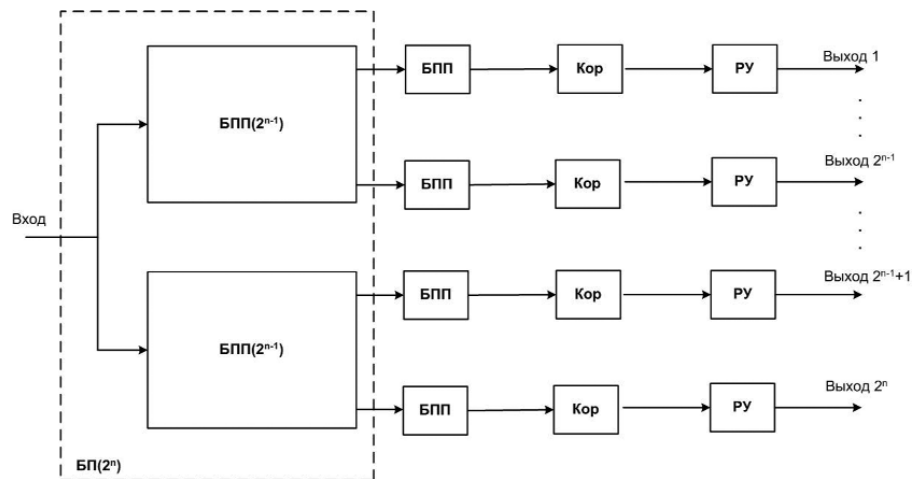 БПП Кор РУ Выход 1
БПП(2ⁿ⁻¹)
БПП Кор РУ Выход 2ⁿ⁻¹
Вход
БПП Кор РУ Выход 2ⁿ⁻¹+1
БПП(2ⁿ⁻¹)
БПП Кор РУ Выход 2ⁿ
БП(2ⁿ)